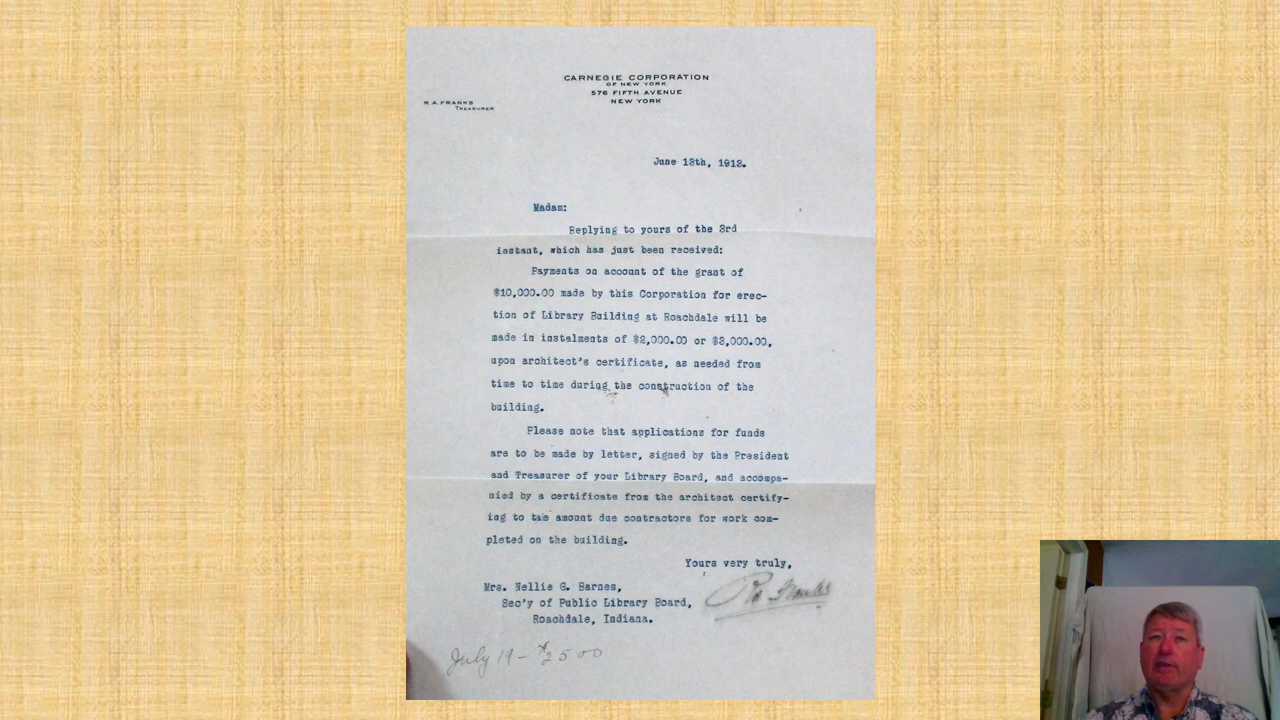 CARNEGIE CORPORATION
OF NEW YORK
576 FIFTH AVENUE
NEW YORK
R.A. FRANKS
TREASURER
June 13th, 1913.
Madam:
Replying to yours of the 3rd
instant, which has just been received:
Payments on account of the grant of
$10,000.00 made by this Corporation for erec-
tion of Library Building at Roachdale will be
made in instalments of $2,000.00 or $3,000.00,
upon architect's certificate, as needed from
time to time during the construction of the
building.
Please note that applications for funds
are to be made by letter, signed by the President
and Treasurer of your Library Board, and accompa-
nied by a certificate from the architect certify-
ing to the amount due contractors for work com-
pleted on the building.
Yours very truly,
RA Franks
Mrs. Nellie G. Barnes,
Sec'y of Public Library Board,
Roachdale, Indiana.
July 19 - $2500